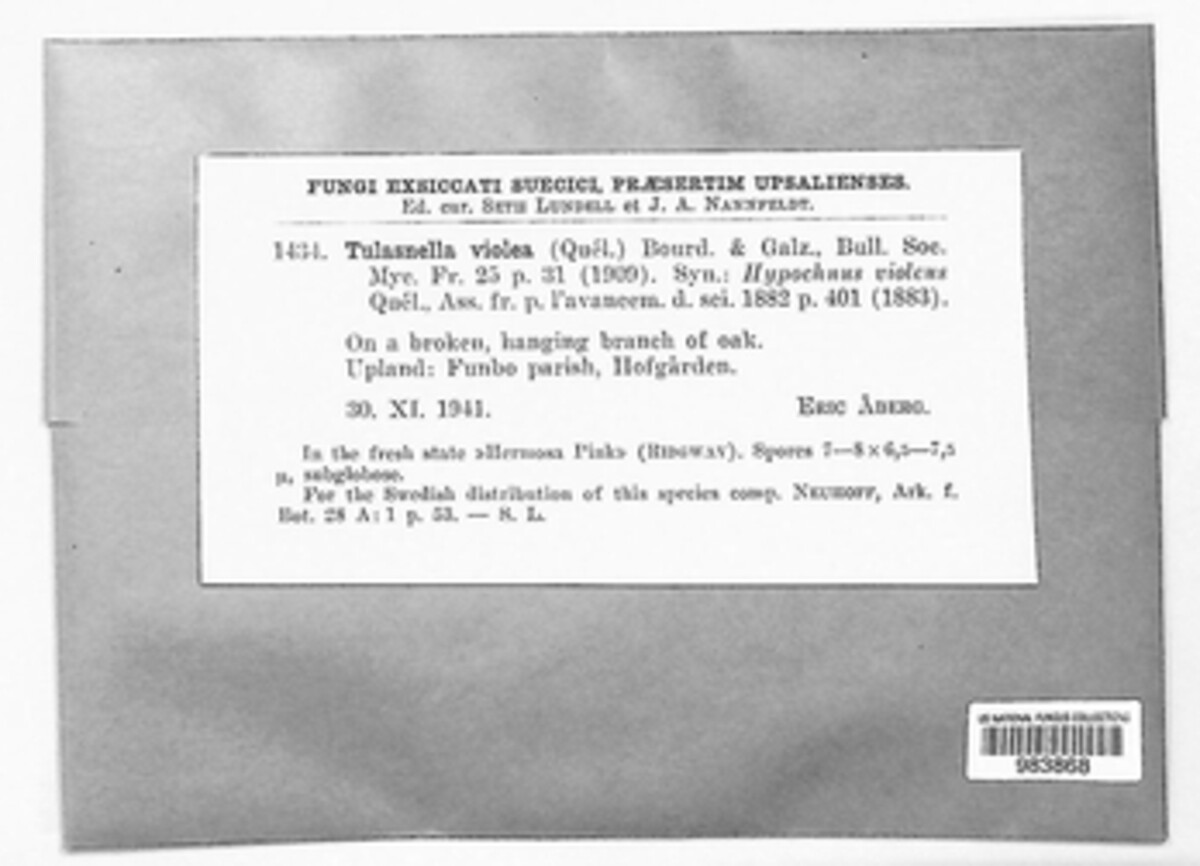 FUNGI EXSICCATI SUECICI, PRÆSERTIM UPSALIENSES.
Ed. cur. SETH LUNDELL et J. A. NANNFELDT.
1434. Tulasnella violea (Quél.) Bourd. & Galz., Bull. Soc.
Myc. Fr. 25 p. 31 (1909). Syn.: Hypochnus violeus
Quél., Ass. fr. p. l'avancem. d. sci. 1882 p. 401 (1883).
On a broken, hanging branch of oak.
Upland: Funbo parish, Hofgården.
30. XI. 1941. ERIC ÅBERG.
In the fresh state »Hermosa Pink» (RIDGWAY). Spores 7—8×6,5—7,5
µ, subglobose.
For the Swedish distribution of this species comp. NEUHOFF, Ark. f.
Bot. 28 A: 1 p. 53. — S. L.
US NATIONAL FUNGUS COLLECTIONS
983868